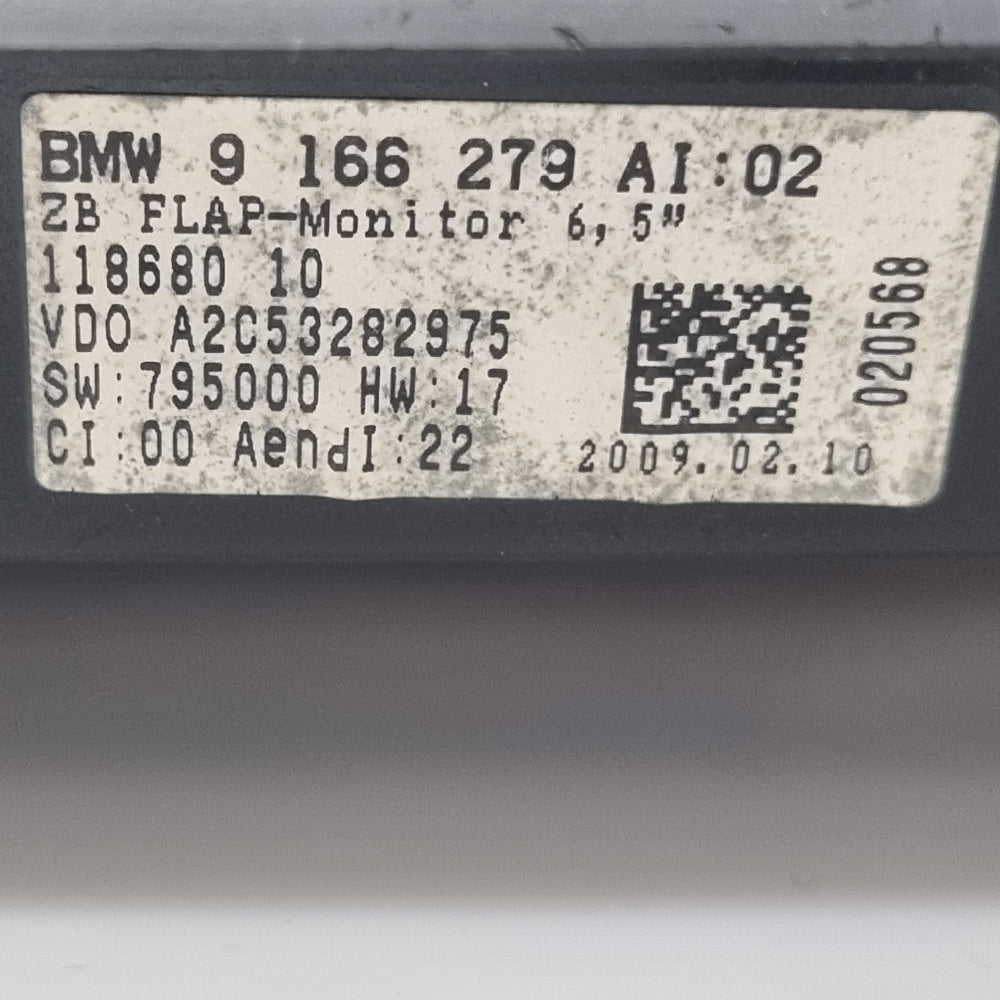 BMW 9 166 279 AI:02
ZB FLAP-Monitor 6,5"
118680 10
VDO A2C53282975
SW:795000 HW:17
CI:00 AendI:22
2009.02.10
020568